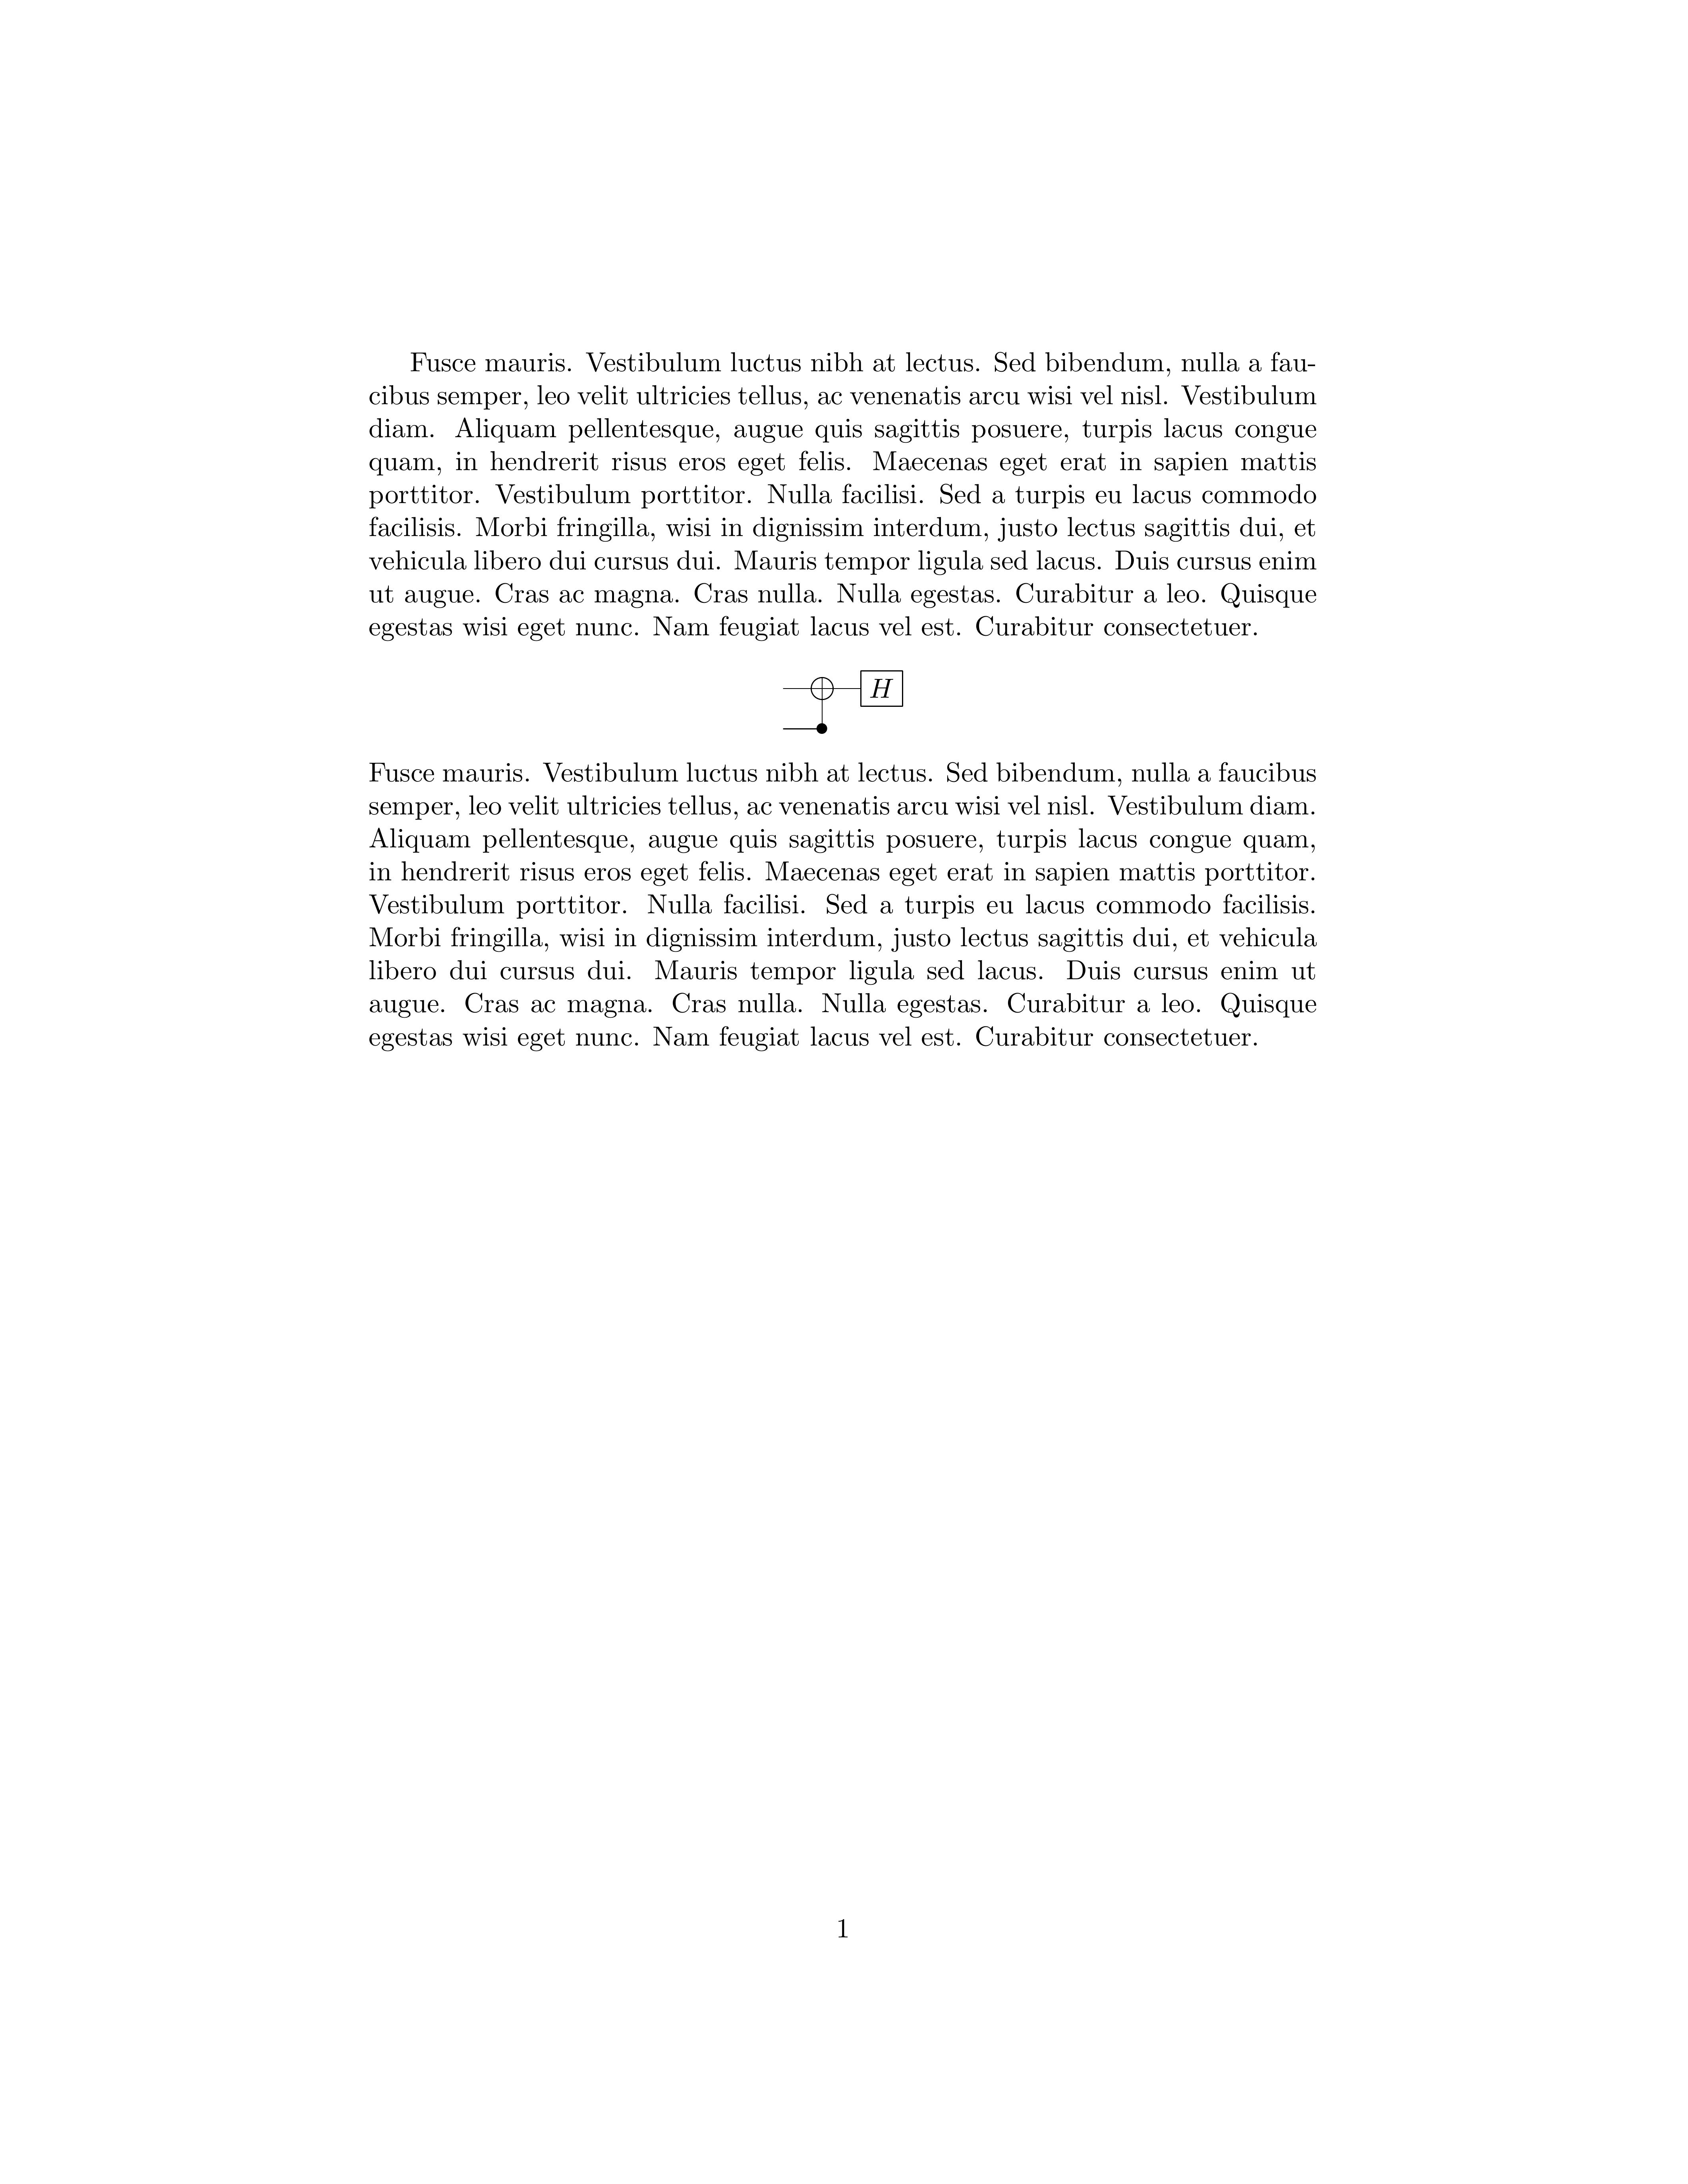 Fusce mauris. Vestibulum luctus nibh at lectus. Sed bibendum, nulla a fau-
cibus semper, leo velit ultricies tellus, ac venenatis arcu wisi vel nisl. Vestibulum
diam. Aliquam pellentesque, augue quis sagittis posuere, turpis lacus congue
quam, in hendrerit risus eros eget felis. Maecenas eget erat in sapien mattis
porttitor. Vestibulum porttitor. Nulla facilisi. Sed a turpis eu lacus commodo
facilisis. Morbi fringilla, wisi in dignissim interdum, justo lectus sagittis dui, et
vehicula libero dui cursus dui. Mauris tempor ligula sed lacus. Duis cursus enim
ut augue. Cras ac magna. Cras nulla. Nulla egestas. Curabitur a leo. Quisque
egestas wisi eget nunc. Nam feugiat lacus vel est. Curabitur consectetuer.
H
Fusce mauris. Vestibulum luctus nibh at lectus. Sed bibendum, nulla a faucibus
semper, leo velit ultricies tellus, ac venenatis arcu wisi vel nisl. Vestibulum diam.
Aliquam pellentesque, augue quis sagittis posuere, turpis lacus congue quam,
in hendrerit risus eros eget felis. Maecenas eget erat in sapien mattis porttitor.
Vestibulum porttitor. Nulla facilisi. Sed a turpis eu lacus commodo facilisis.
Morbi fringilla, wisi in dignissim interdum, justo lectus sagittis dui, et vehicula
libero dui cursus dui. Mauris tempor ligula sed lacus. Duis cursus enim ut
augue. Cras ac magna. Cras nulla. Nulla egestas. Curabitur a leo. Quisque
egestas wisi eget nunc. Nam feugiat lacus vel est. Curabitur consectetuer.
1